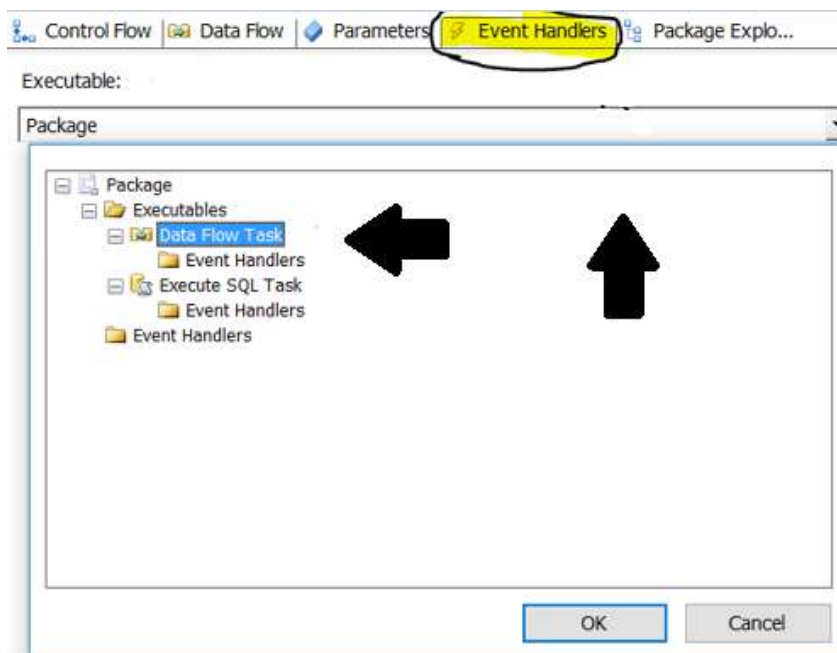 Control Flow Data Flow Parameters Event Handlers Package Explo...
Executable:
Package
Package
Executables
Data Flow Task
Event Handlers
Execute SQL Task
Event Handlers
Event Handlers
OK Cancel